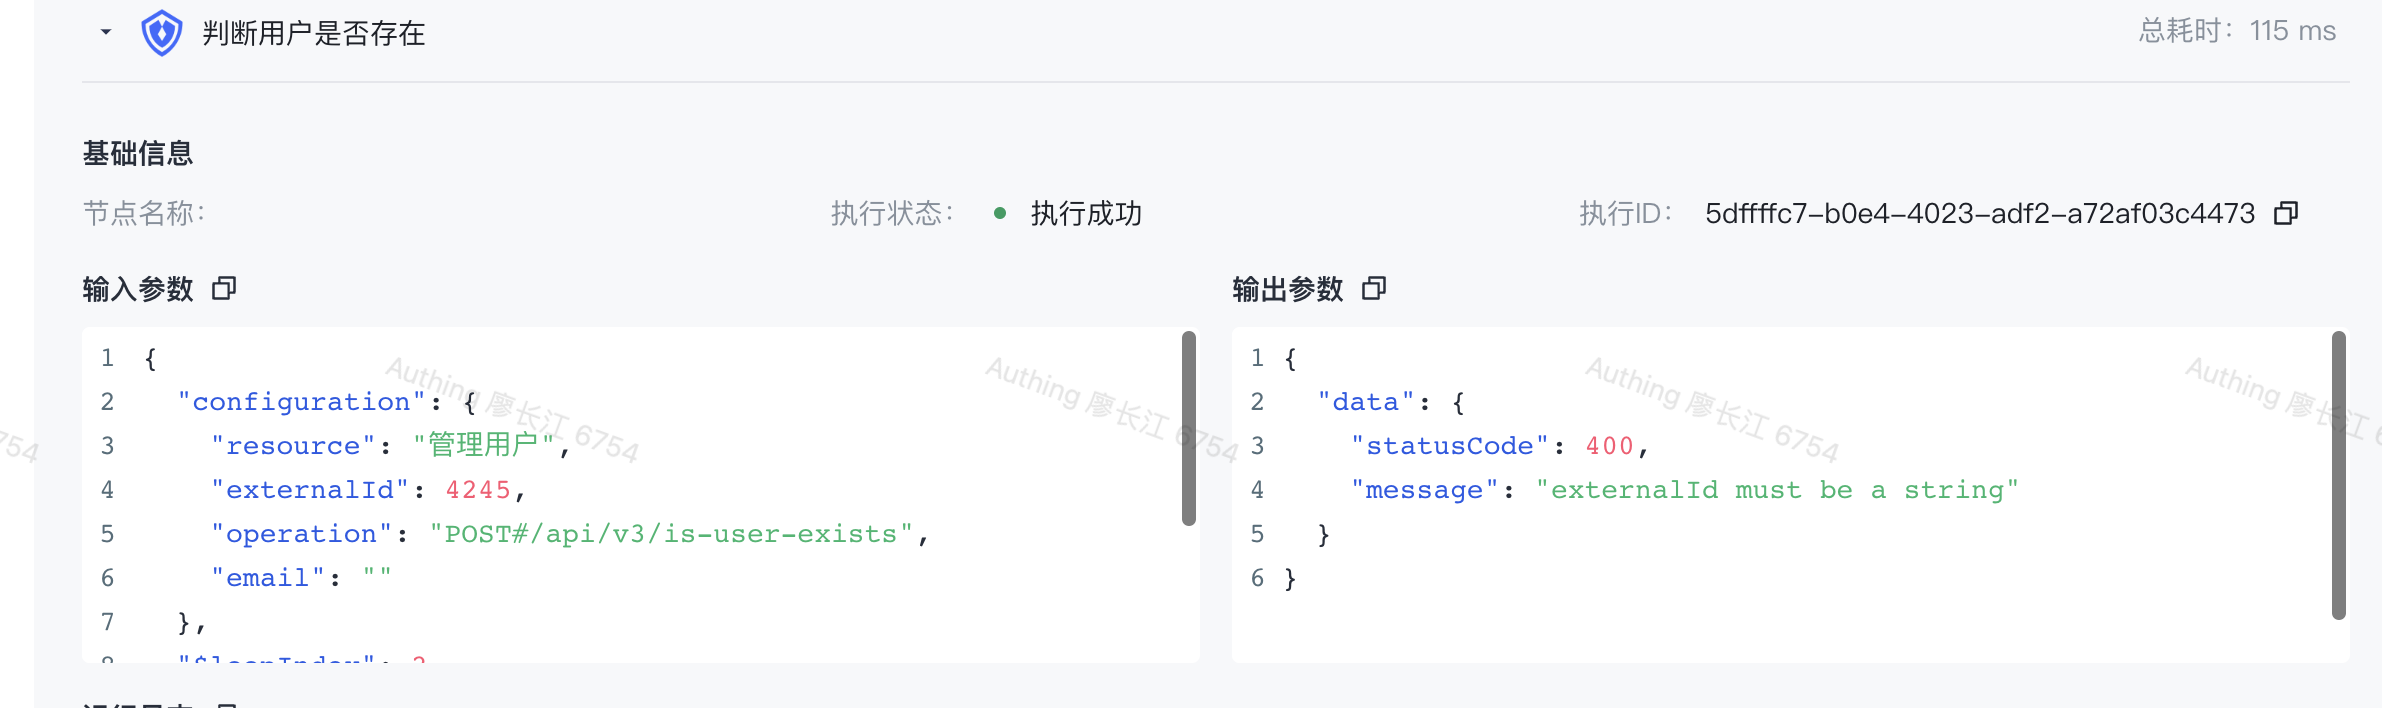 判断用户是否存在
总耗时： 115 ms
基础信息
节点名称：
执行状态： 执行成功
执行ID： 5dffffc7-b0e4-4023-adf2-a72af03c4473
输入参数
1 {
2 "configuration": {
3 "resource": "管理用户",
4 "externalId": 4245,
5 "operation": "POST#/api/v3/is-user-exists",
6 "email": ""
7 },
输出参数
1 {
2 "data": {
3 "statusCode": 400,
4 "message": "externalId must be a string"
5 }
6 }
Authing 廖长江 6754
Authing 廖长江 6754
Authing 廖长江 6754
Authing 廖长江 6
754